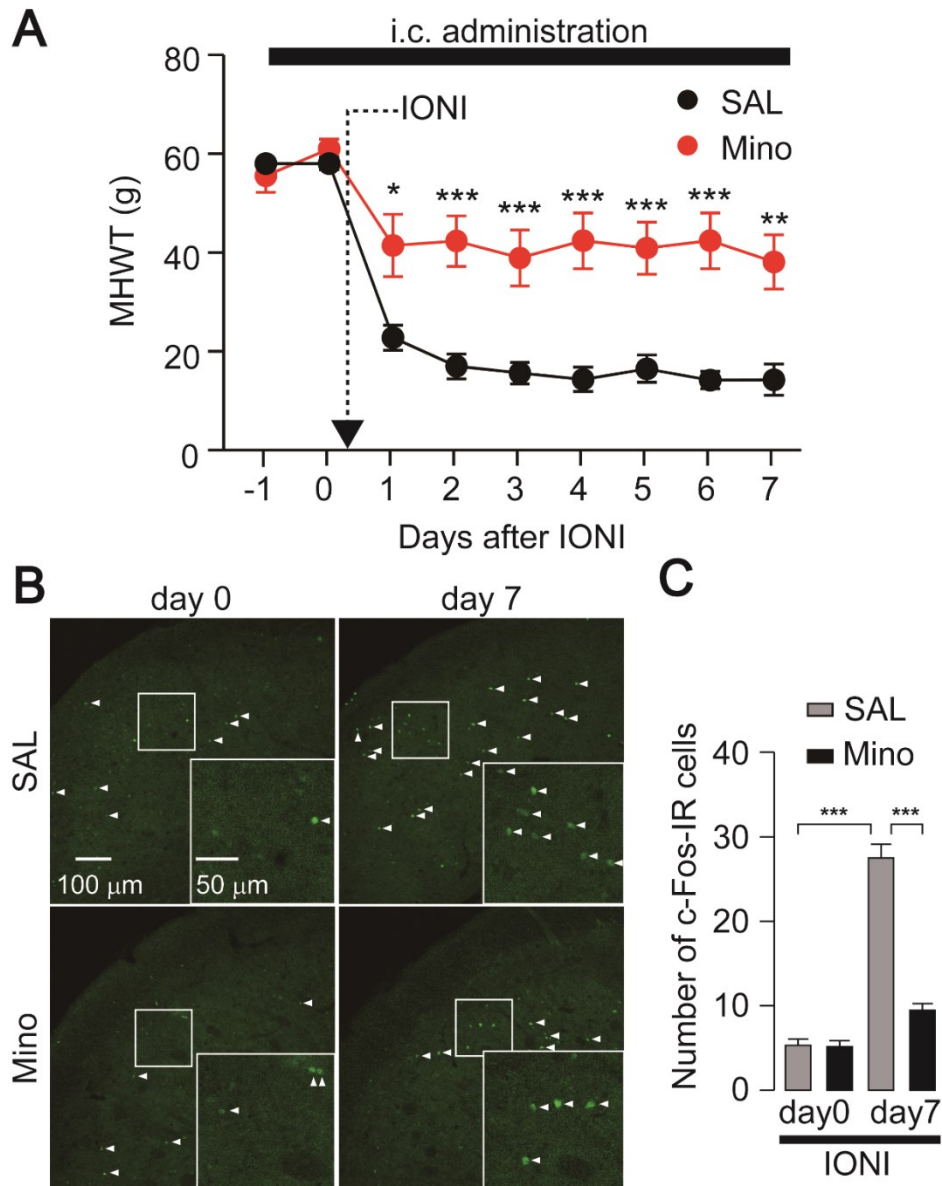 A
i.c. administration
80
60
40
20
0
MHWT (g)
IONI
SAL
Mino
* *** *** *** *** *** **
-1 0 1 2 3 4 5 6 7
Days after IONI
B
day 0 day 7
SAL
100 μm 50 μm
Mino
C
SAL
Mino
40
30
20
10
0
Number of c-Fos-IR cells
*** ***
day0 day7
IONI